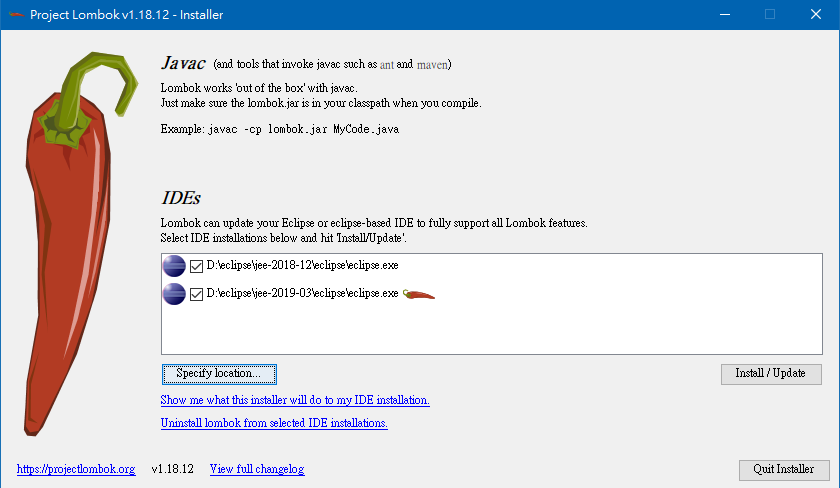 Project Lombok v1.18.12 - Installer
Javac (and tools that invoke javac such as ant and maven)
Lombok works 'out of the box' with javac.
Just make sure the lombok.jar is in your classpath when you compile.
Example: javac -cp lombok.jar MyCode.java
IDEs
Lombok can update your Eclipse or eclipse-based IDE to fully support all Lombok features.
Select IDE installations below and hit 'Install/Update'.
D:\eclipse\jee-2018-12\eclipse\eclipse.exe
D:\eclipse\jee-2019-03\eclipse\eclipse.exe
Specify location... Install / Update
Show me what this installer will do to my IDE installation.
Uninstall lombok from selected IDE installations.
https://projectlombok.org v1.18.12 View full changelog Quit Installer